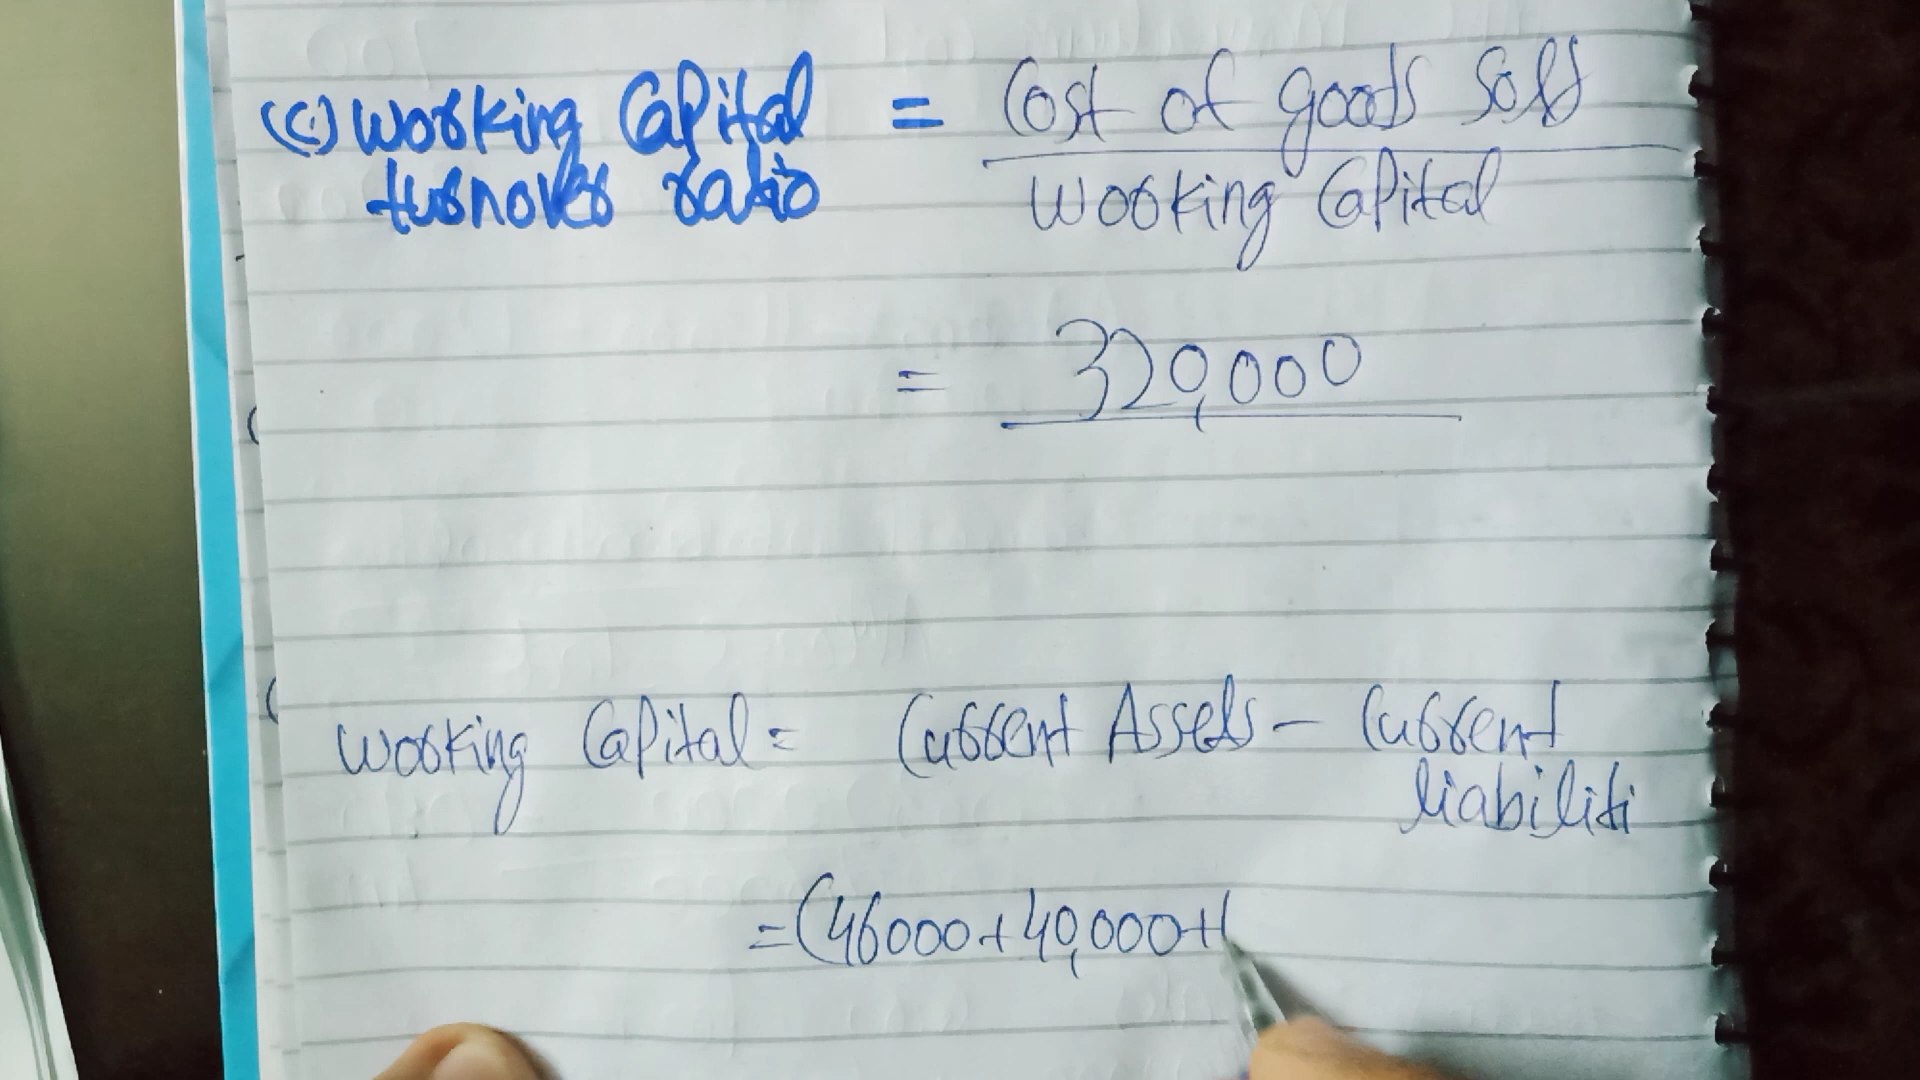 (C) Working Capital = Cost of goods Sold
turnover ratio Working Capital
= 320,000
Working Capital = Current Assets - Current
liabiliti
= (46000+40,000+